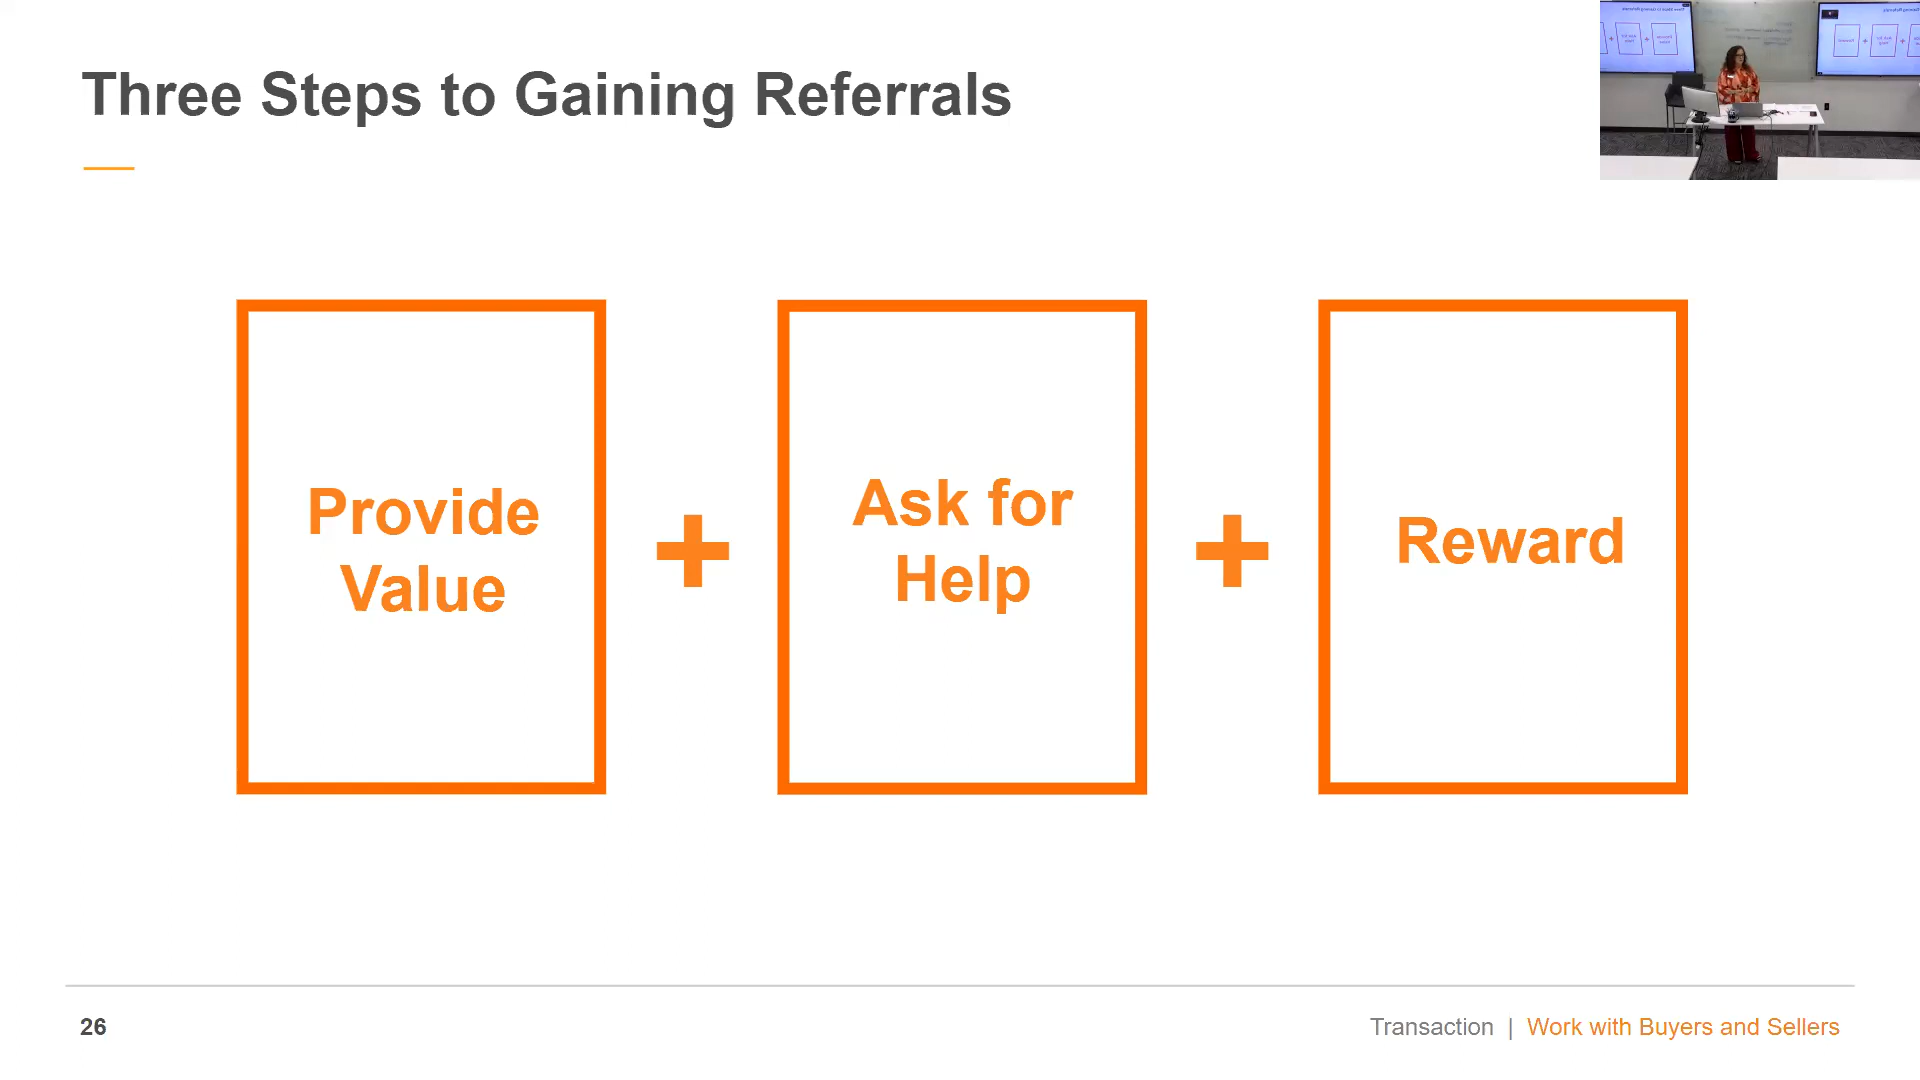 Three Steps to Gaining Referrals
Provide
Value
+
Ask for
Help
+
Reward
26
Transaction | Work with Buyers and Sellers